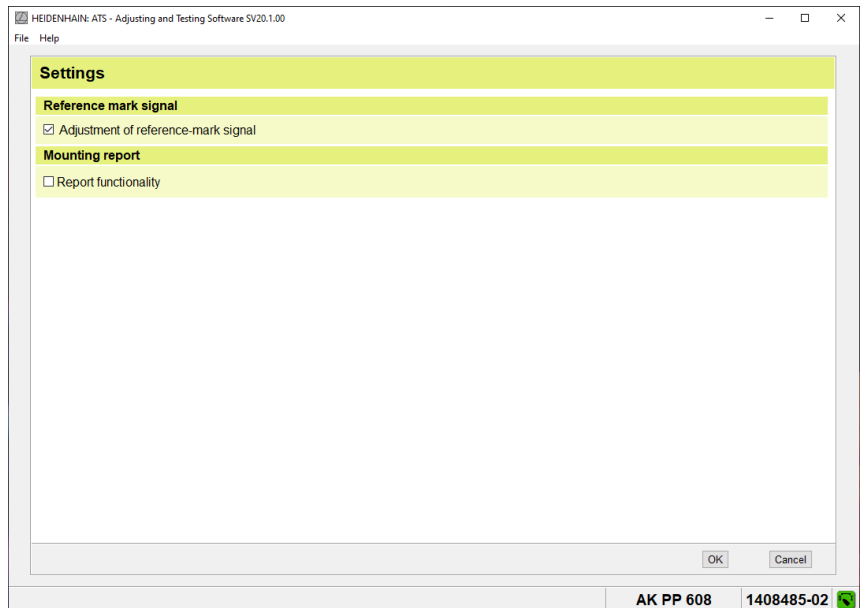 HEIDENHAIN: ATS - Adjusting and Testing Software SV20.1.00
File Help
Settings
Reference mark signal
Adjustment of reference-mark signal
Mounting report
Report functionality
OK Cancel
AK PP 608 1408485-02